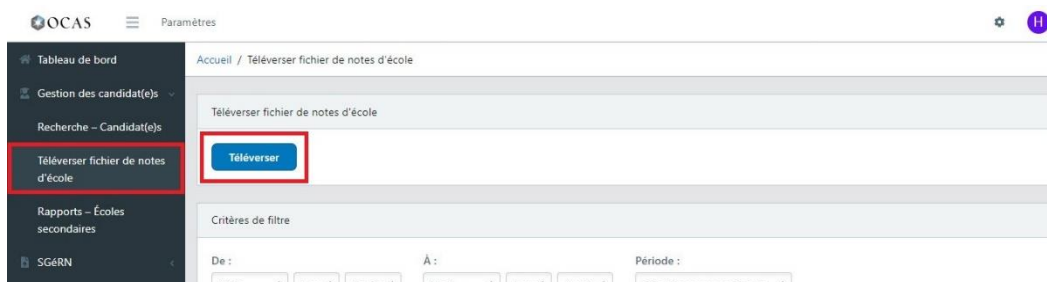 OCAS
Paramètres
H
Tableau de bord
Gestion des candidat(e)s
Recherche – Candidat(e)s
Téléverser fichier de notes
d'école
Rapports – Écoles
secondaires
SGéRN
Accueil / Téléverser fichier de notes d'école
Téléverser fichier de notes d'école
Téléverser
Critères de filtre
De :
À :
Période :